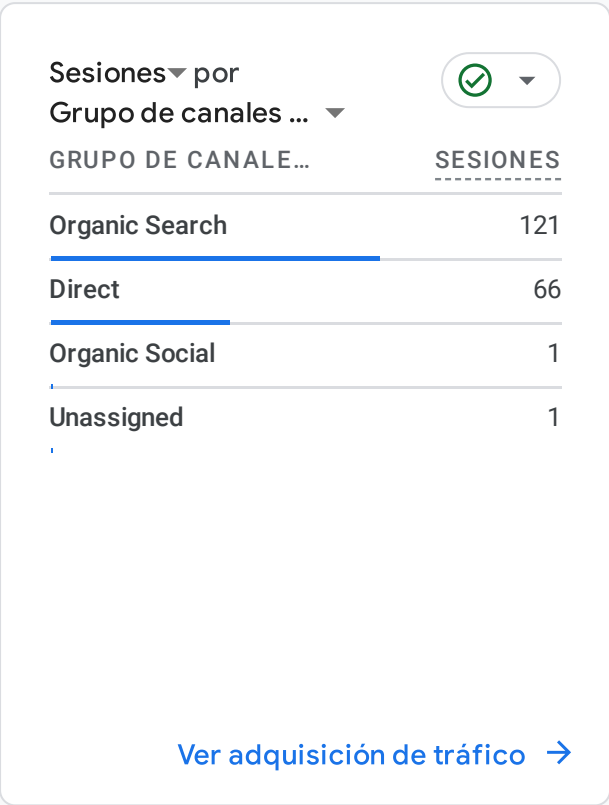 Sesiones por
Grupo de canales ...
GRUPO DE CANALE... SESIONES
Organic Search 121
Direct 66
Organic Social 1
Unassigned 1
Ver adquisición de tráfico